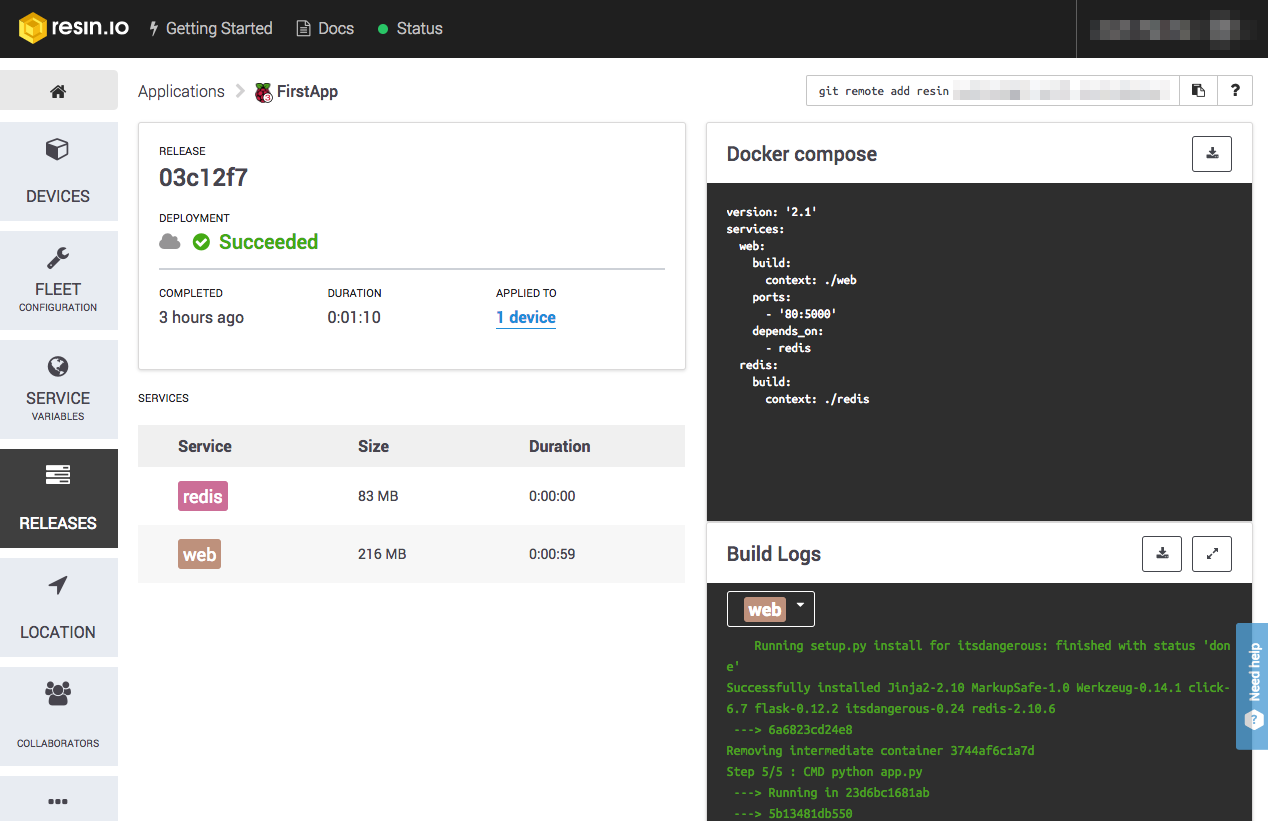 resin.io Getting Started Docs Status
Applications FirstApp
git remote add resin
?
DEVICES
FLEET
CONFIGURATION
SERVICE
VARIABLES
RELEASES
LOCATION
COLLABORATORS
RELEASE
03c12f7
DEPLOYMENT
Succeeded
COMPLETED DURATION APPLIED TO
3 hours ago 0:01:10 1 device
SERVICES
Service Size Duration
redis 83 MB 0:00:00
web 216 MB 0:00:59
Docker compose
version: '2.1'
services:
  web:
    build:
      context: ./web
    ports:
      - '80:5000'
    depends_on:
      - redis
  redis:
    build:
      context: ./redis
Build Logs
web
    Running setup.py install for itsdangerous: finished with status 'don
e'
Successfully installed Jinja2-2.10 MarkupSafe-1.0 Werkzeug-0.14.1 click-
6.7 flask-0.12.2 itsdangerous-0.24 redis-2.10.6
 ---> 6a6823cd24e8
Removing intermediate container 3744af6c1a7d
Step 5/5 : CMD python app.py
 ---> Running in 23d6bc1681ab
 ---> 5b13481db550
Need help
?